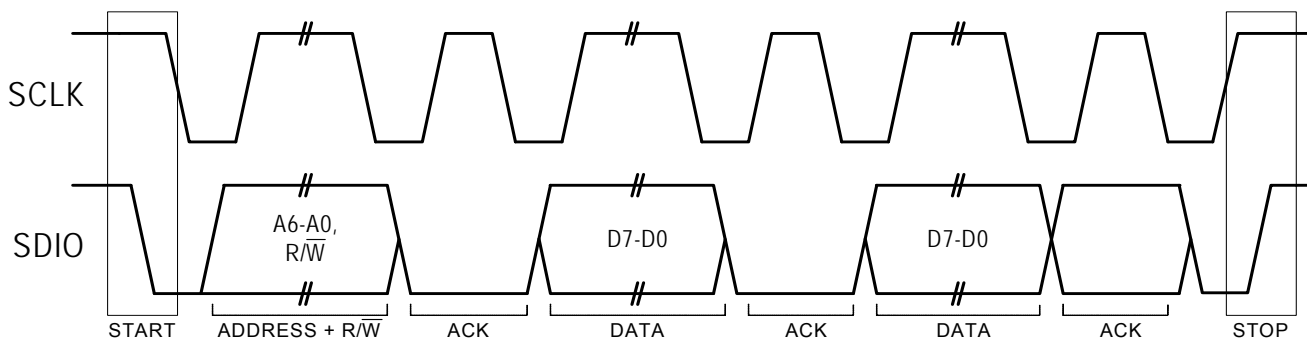 SCLK
SDIO
A6-A0,
R/W̅
D7-D0
D7-D0
START
ADDRESS + R/W̅
ACK
DATA
ACK
DATA
ACK
STOP